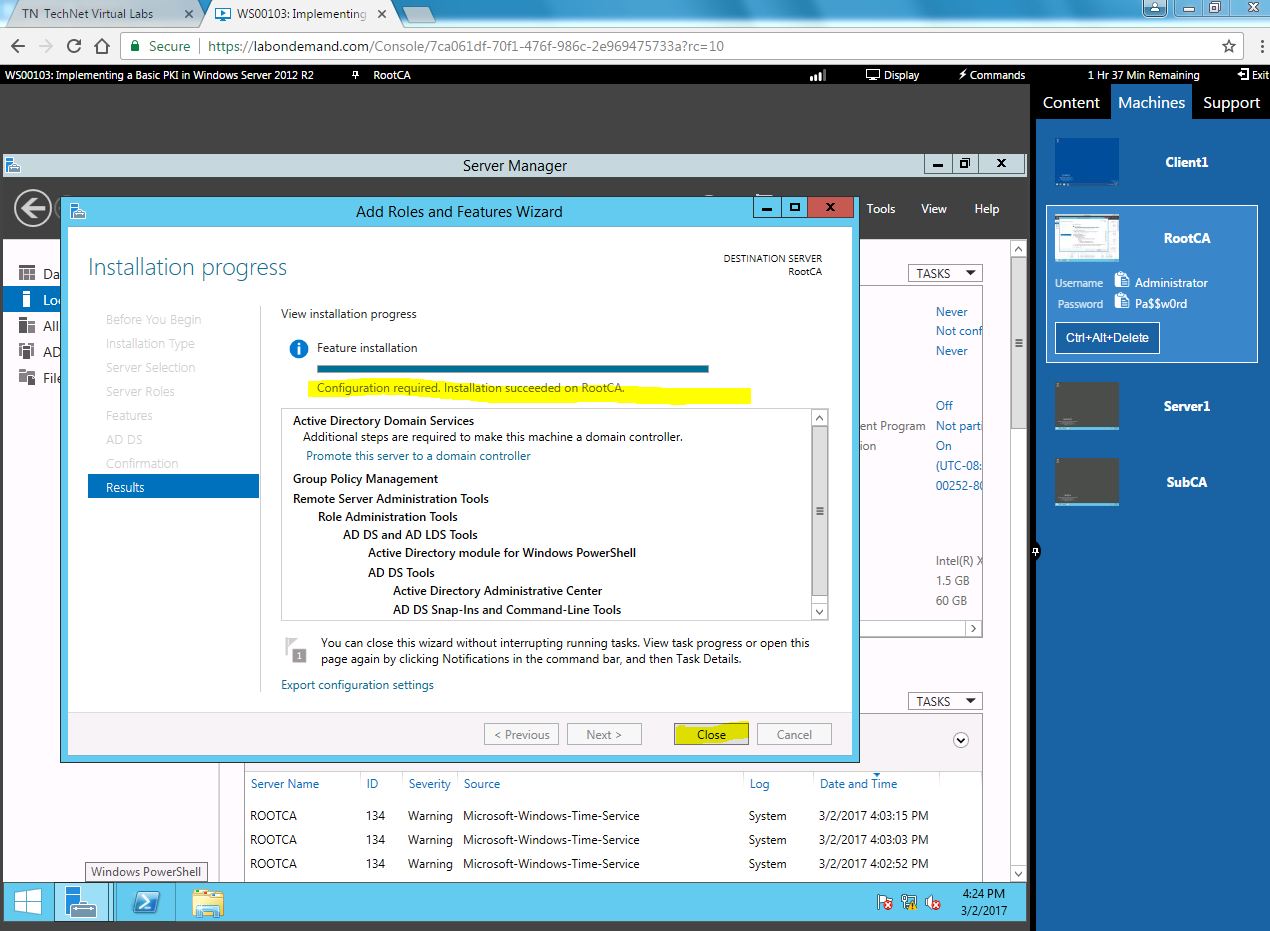 TN TechNet Virtual Labs
WS00103: Implementing
Secure
https://labondemand.com/Console/7ca061df-70f1-476f-986c-2e969475733a?rc=10
WS00103: Implementing a Basic PKI in Windows Server 2012 R2
RootCA
Display
Commands
1 Hr 37 Min Remaining
Exit
Content
Machines
Support
Server Manager
Tools
View
Help
Add Roles and Features Wizard
Installation progress
DESTINATION SERVER
RootCA
Before You Begin
Installation Type
Server Selection
Server Roles
Features
AD DS
Confirmation
Results
View installation progress
Feature installation
Configuration required. Installation succeeded on RootCA.
Active Directory Domain Services
Additional steps are required to make this machine a domain controller.
Promote this server to a domain controller
Group Policy Management
Remote Server Administration Tools
Role Administration Tools
AD DS and AD LDS Tools
Active Directory module for Windows PowerShell
AD DS Tools
Active Directory Administrative Center
AD DS Snap-Ins and Command-Line Tools
1
You can close this wizard without interrupting running tasks. View task progress or open this
page again by clicking Notifications in the command bar, and then Task Details.
Export configuration settings
< Previous
Next >
Close
Cancel
Da
Loc
All
AD
File
TASKS
Never
Not conf
Never
Off
ent Program
Not parti
ion
On
(UTC-08:
00252-80
Intel(R) X
1.5 GB
60 GB
TASKS
Server Name ID Severity Source Log Date and Time
ROOTCA 134 Warning Microsoft-Windows-Time-Service System 3/2/2017 4:03:15 PM
ROOTCA 134 Warning Microsoft-Windows-Time-Service System 3/2/2017 4:03:03 PM
ROOTCA 134 Warning Microsoft-Windows-Time-Service System 3/2/2017 4:02:52 PM
Windows PowerShell
4:24 PM
3/2/2017
Client1
RootCA
Username Administrator
Password Pa$$w0rd
Ctrl+Alt+Delete
Server1
SubCA